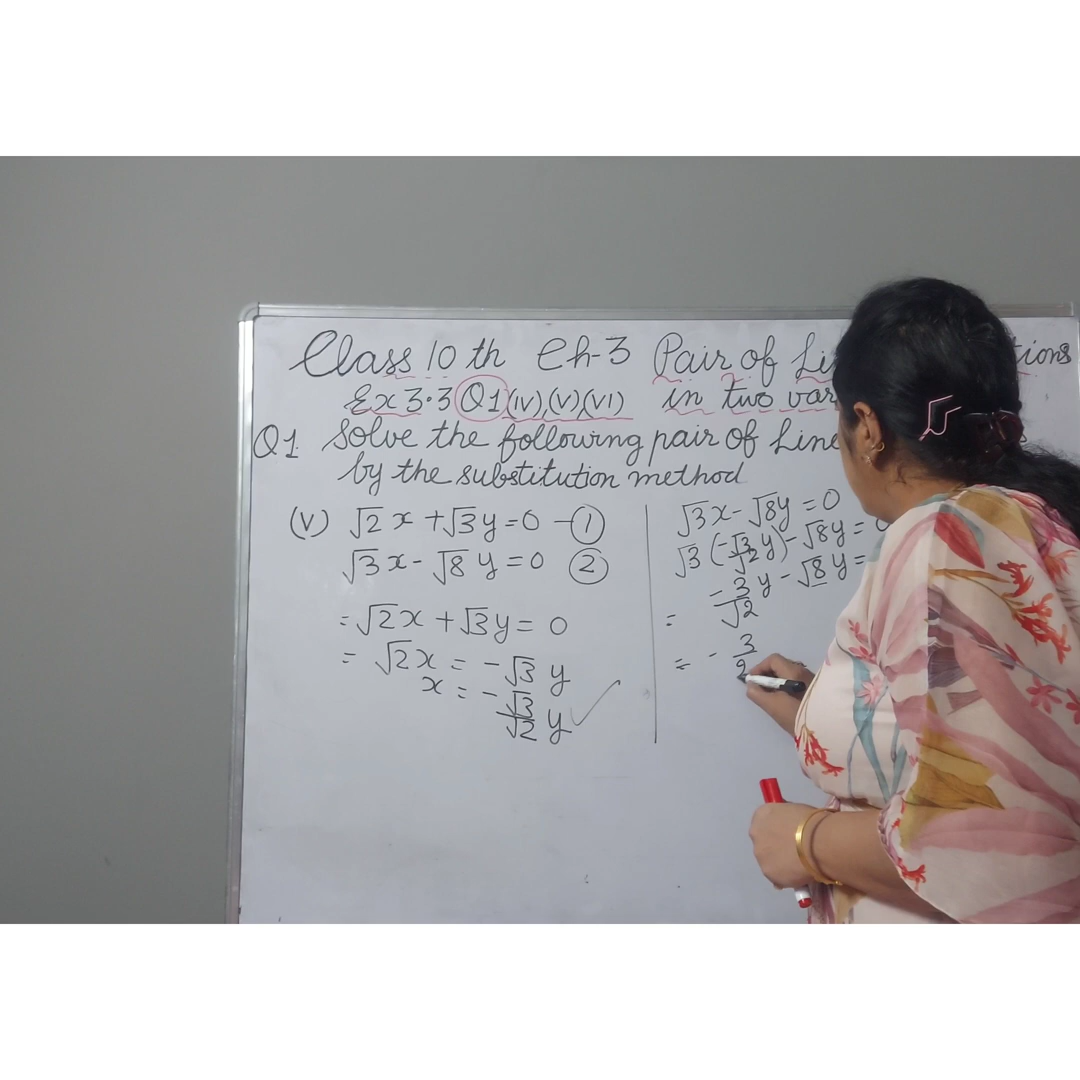 Class 10 th Ch-3 Pair of Li tions
Ex 3.3 Q1 (IV),(V)(VI) in two var
Q1. Solve the following pair of Line
by the substitution method
(V) √2 x + √3 y = 0 - ①
√3 x - √8 y = 0 ②
= √2 x + √3 y = 0
= √2 x = - √3 y
x = - √3/√2 y ✓
√3 x - √8 y = 0
√3 (-√3/√2 y) - √8 y = 0
= - 3/√2 y - √8 y =
= - 3/2